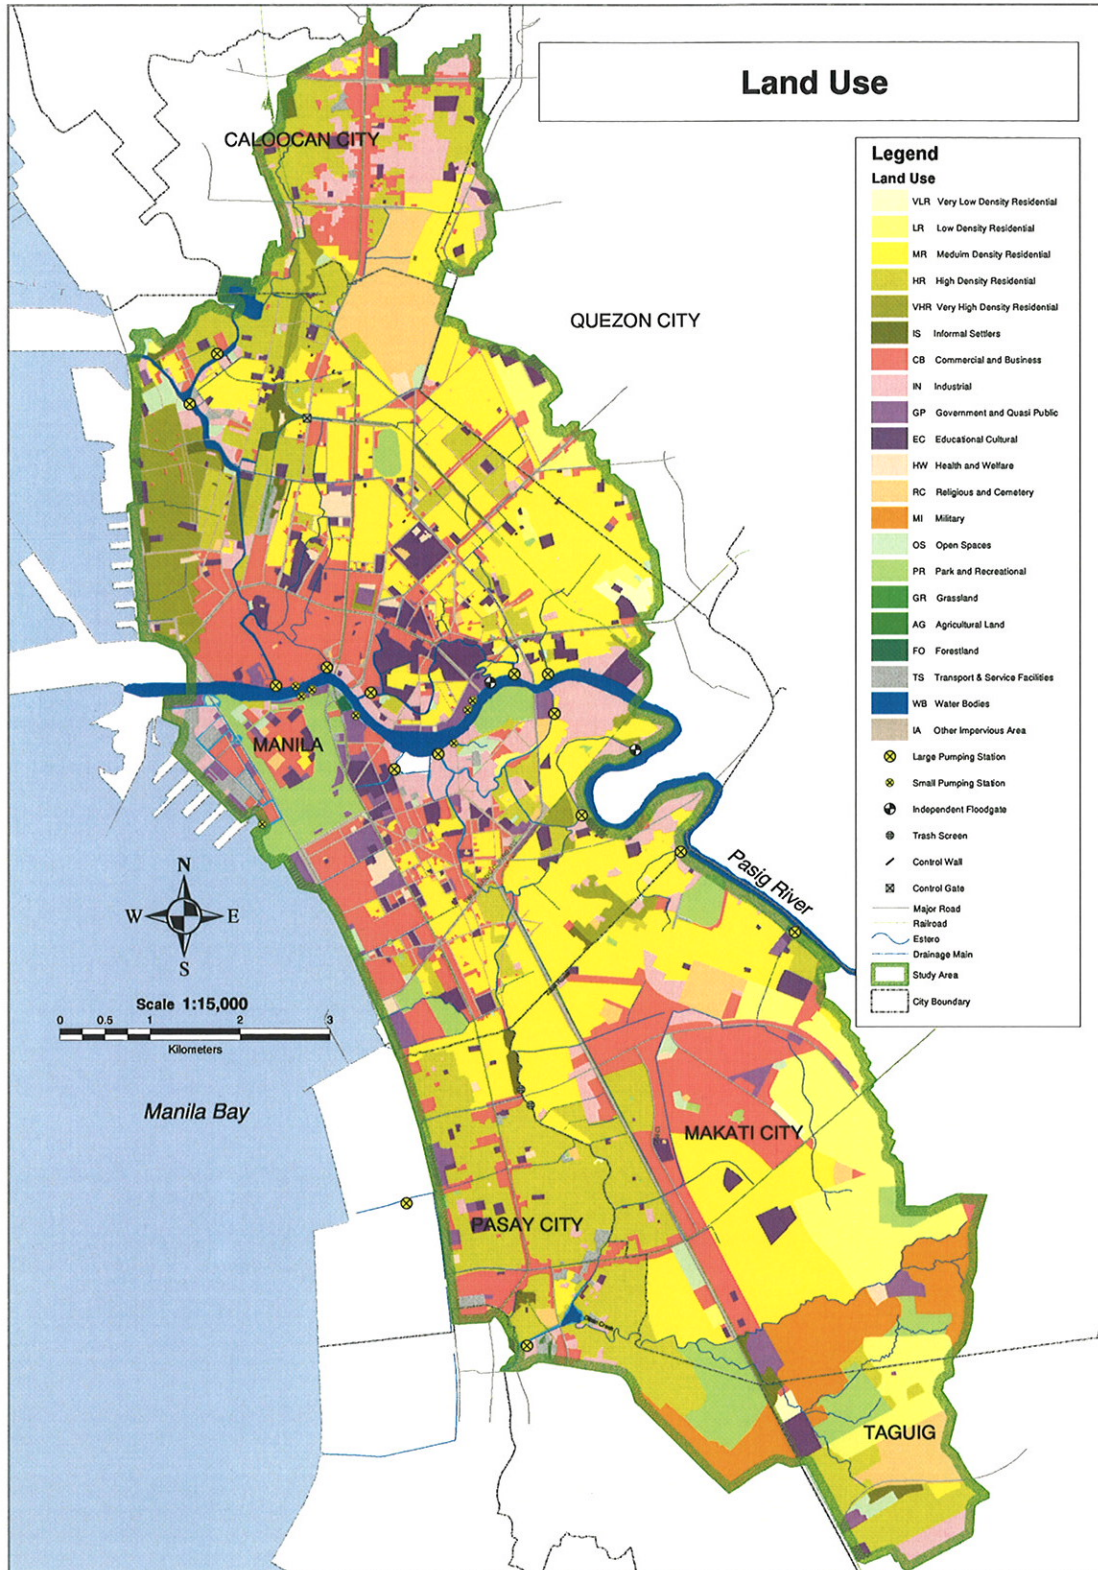 Land Use
CALOOCAN CITY
QUEZON CITY
MANILA
Pasig River
N
W E
S
Scale 1:15,000
0 0.5 1 2 3
Kilometers
Manila Bay
MAKATI CITY
PASAY CITY
TAGUIG
Legend
Land Use
VLR Very Low Density Residential
LR Low Density Residential
MR Meduim Density Residential
HR High Density Residential
VHR Very High Density Residential
IS Informal Settlers
CB Commercial and Business
IN Industrial
GP Government and Quasi Public
EC Educational Cultural
HW Health and Welfare
RC Religious and Cemetery
MI Military
OS Open Spaces
PR Park and Recreational
GR Grassland
AG Agricultural Land
FO Forestland
TS Transport & Service Facilities
WB Water Bodies
IA Other Impervious Area
Large Pumping Station
Small Pumping Station
Independent Floodgate
Trash Screen
Control Wall
Control Gate
Major Road
Railroad
Estero
Drainage Main
Study Area
City Boundary